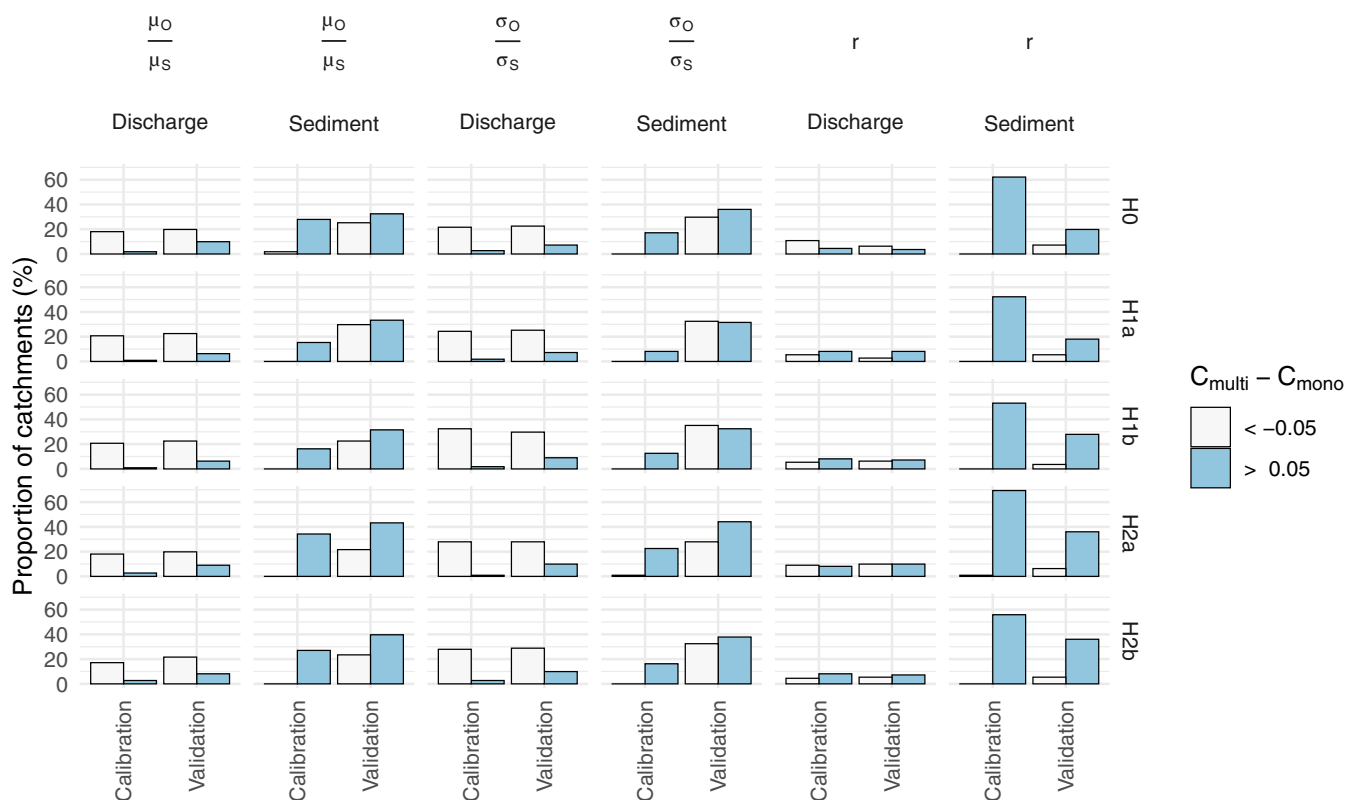 μO μO σO σO r r
μS μS σS σS
Discharge Sediment Discharge Sediment Discharge Sediment
Proportion of catchments (%)
60
40
20
0
H0
60
40
20
0
H1a
60
40
20
0
H1b
60
40
20
0
H2a
60
40
20
0
H2b
Calibration Validation Calibration Validation Calibration Validation Calibration Validation Calibration Validation Calibration Validation
Cmulti − Cmono
< −0.05
> 0.05